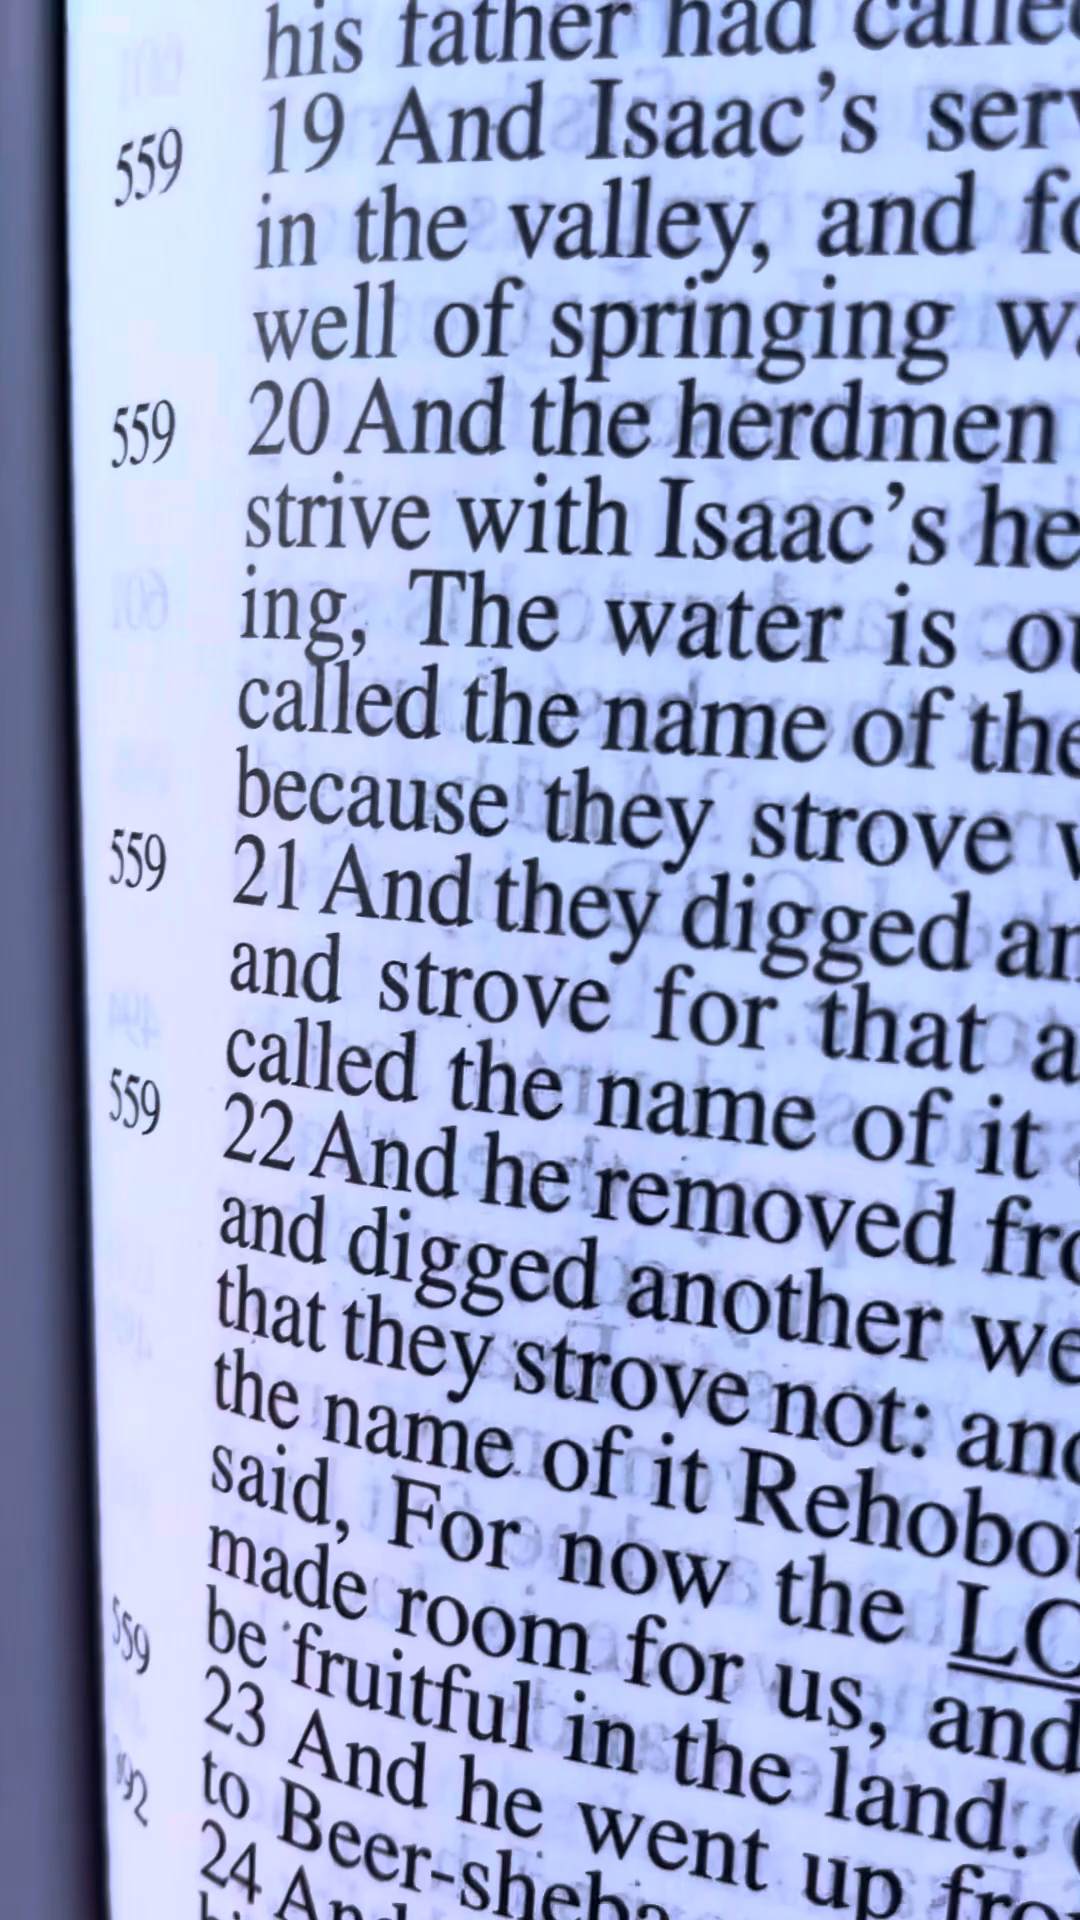 his father had calle
559 19 And Isaac's serv
in the valley, and fo
well of springing wa
559 20 And the herdmen
strive with Isaac's he
ing, The water is ou
called the name of the
because they strove w
559 21 And they digged an
and strove for that a
called the name of it
559 22 And he removed fro
and digged another we
that they strove not: and
the name of it Rehobot
said, For now the LO
made room for us, and
be fruitful in the land.
559 23 And he went up fro
to Beer-sheba
24 And